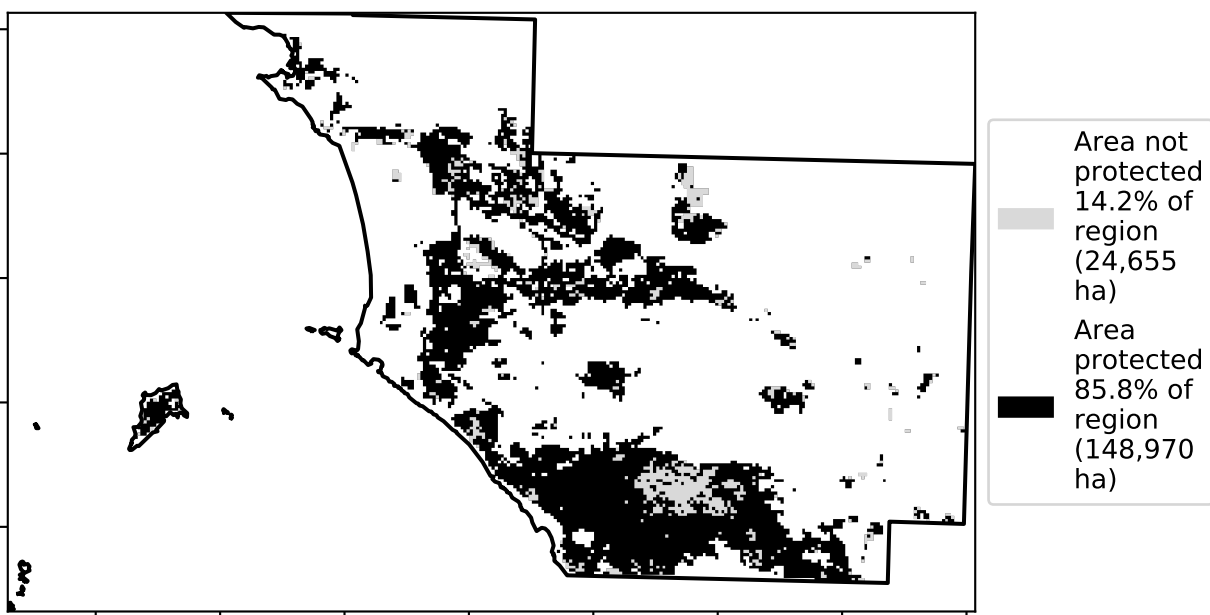 Area not
protected
14.2% of
region
(24,655
ha)
Area
protected
85.8% of
region
(148,970
ha)